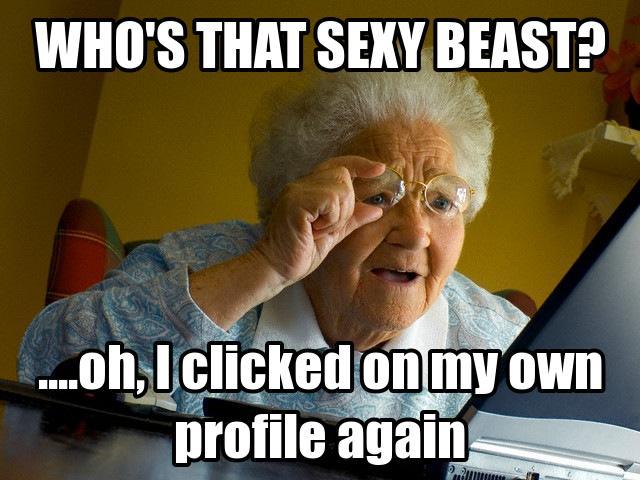 WHO'S THAT SEXY BEAST?
....oh, I clicked on my own
profile again